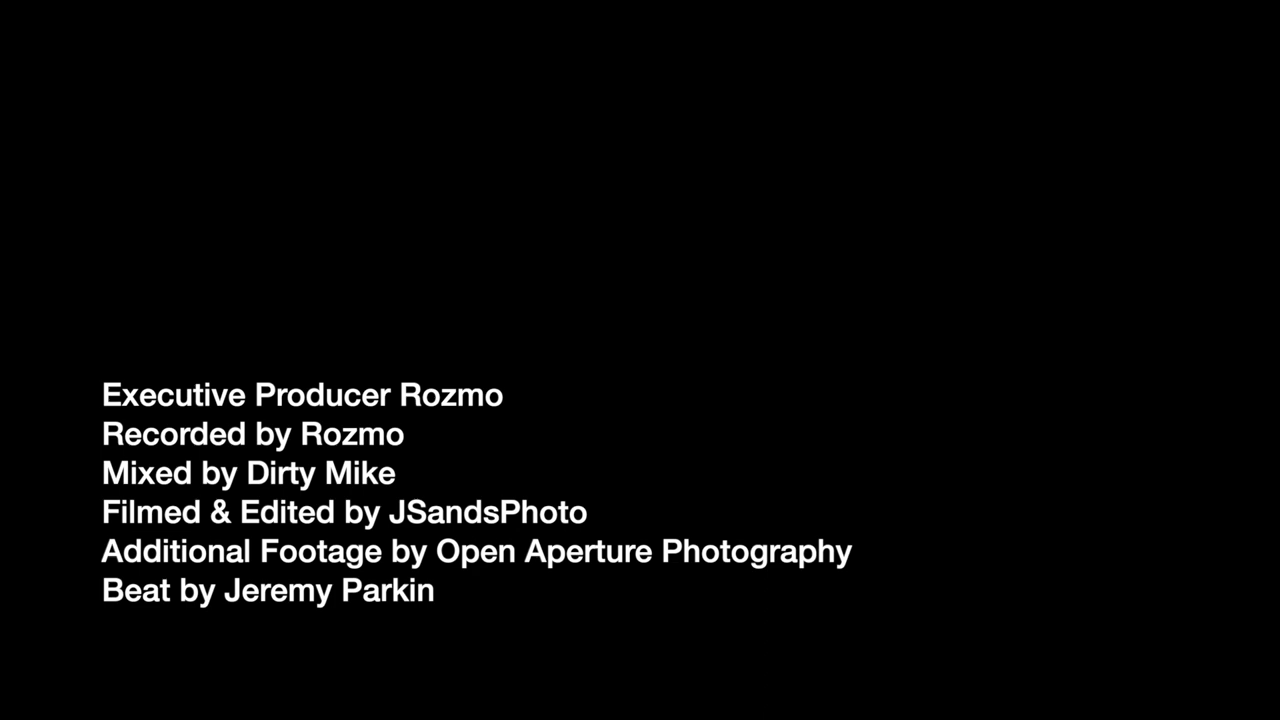 Executive Producer Rozmo
Recorded by Rozmo
Mixed by Dirty Mike
Filmed & Edited by JSandsPhoto
Additional Footage by Open Aperture Photography
Beat by Jeremy Parkin